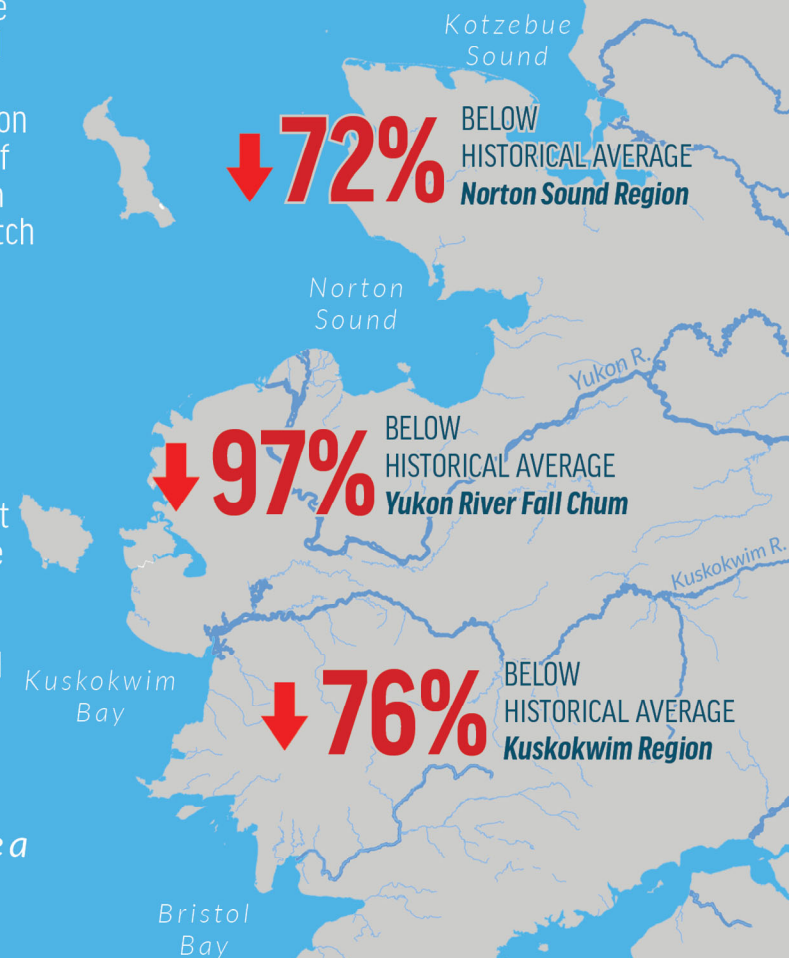 Kotzebue
Sound
72%
BELOW
HISTORICAL AVERAGE
Norton Sound Region
Norton
Sound
Yukon R.
97%
BELOW
HISTORICAL AVERAGE
Yukon River Fall Chum
Kuskokwim R.
Kuskokwim
Bay
76%
BELOW
HISTORICAL AVERAGE
Kuskokwim Region
Bristol
Bay